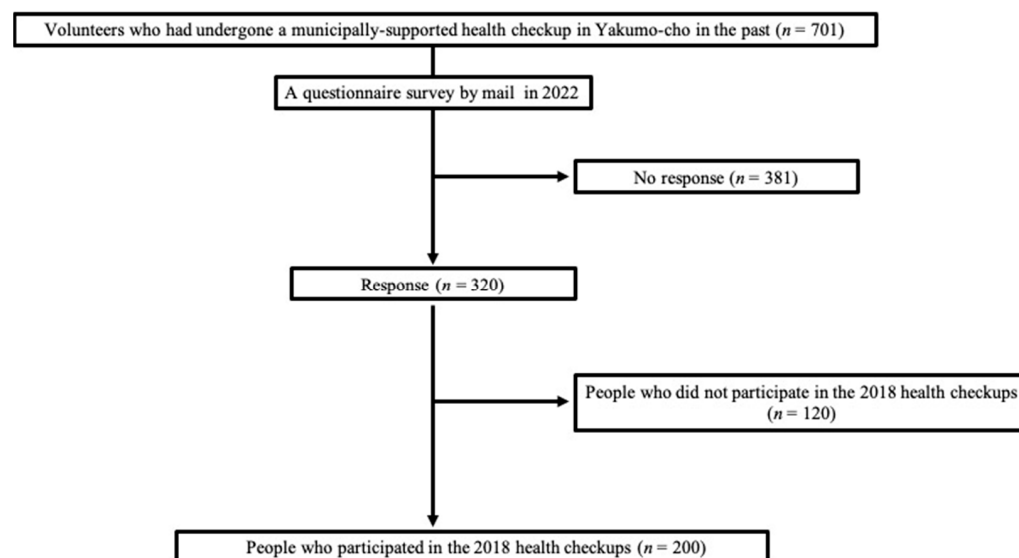 Volunteers who had undergone a municipally-supported health checkup in Yakumo-cho in the past (n = 701)
A questionnaire survey by mail in 2022
No response (n = 381)
Response (n = 320)
People who did not participate in the 2018 health checkups
(n = 120)
People who participated in the 2018 health checkups (n = 200)